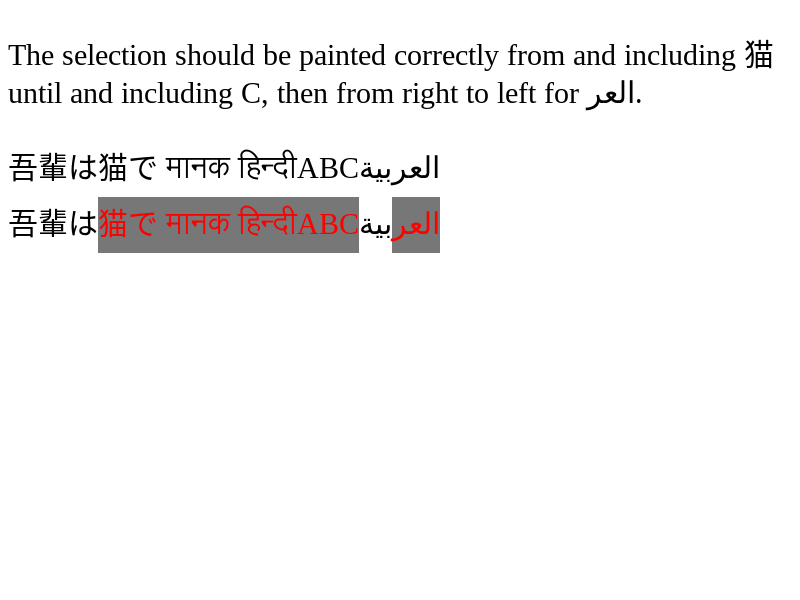 The selection should be painted correctly from and including 猫
until and including C, then from right to left for العر.
吾輩は猫で मानक हिन्दीABCالعربية
吾輩は猫で मानक हिन्दीABCالعربية